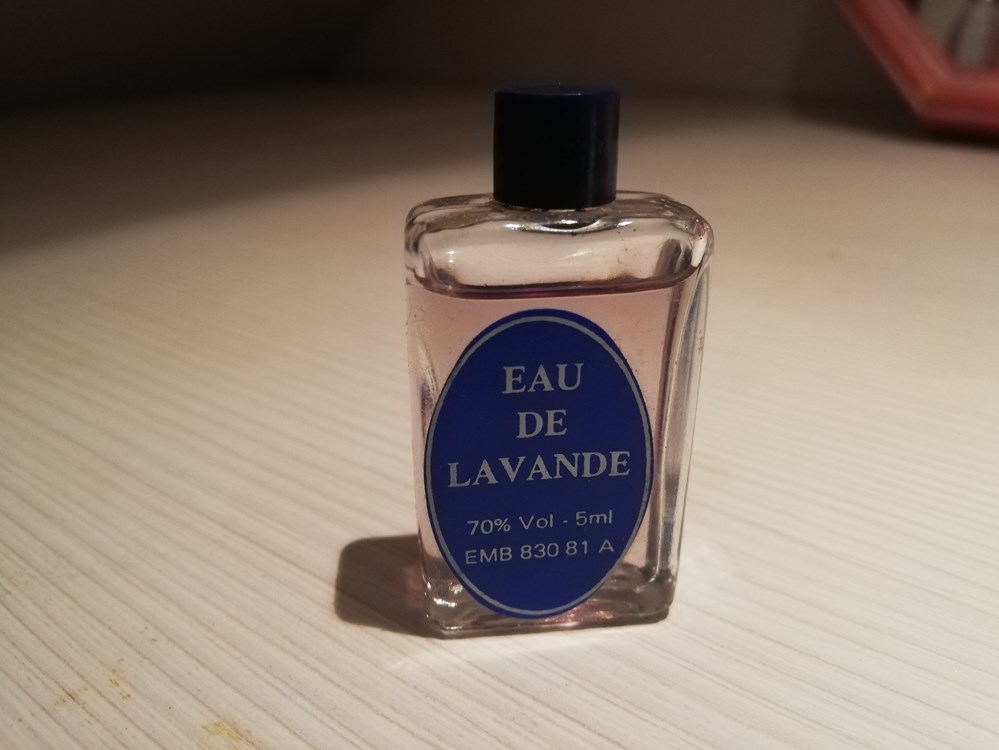 EAU
DE
LAVANDE
70% Vol - 5ml
EMB 830 81 A